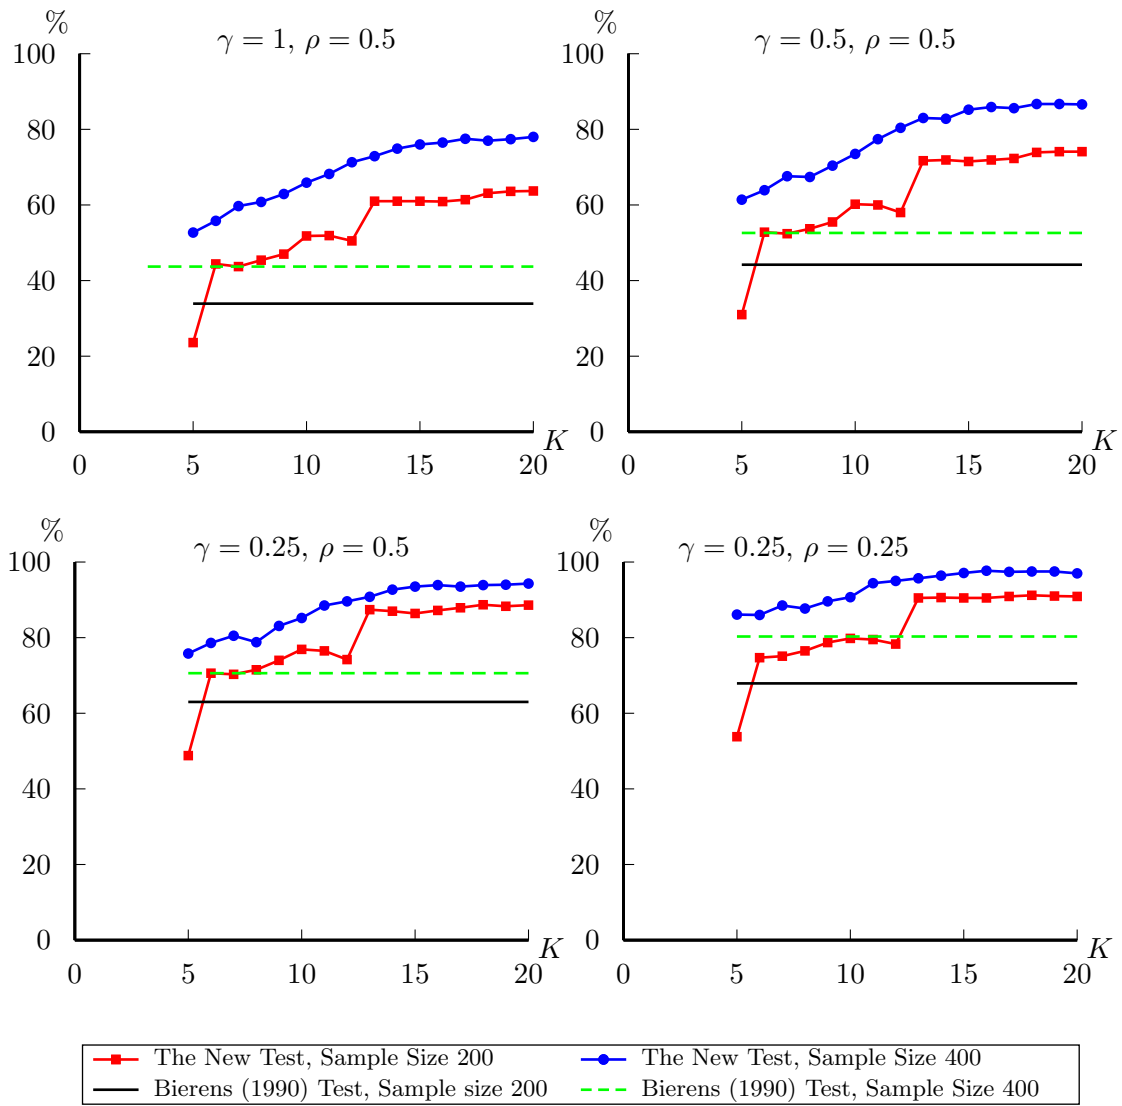 %
γ = 1, ρ = 0.5
100
80
60
40
20
0
K
0 5 10 15 20
%
γ = 0.5, ρ = 0.5
100
80
60
40
20
0
K
0 5 10 15 20
%
γ = 0.25, ρ = 0.5
100
80
60
40
20
0
K
0 5 10 15 20
%
γ = 0.25, ρ = 0.25
100
80
60
40
20
0
K
0 5 10 15 20
The New Test, Sample Size 200
The New Test, Sample Size 400
Bierens (1990) Test, Sample size 200
Bierens (1990) Test, Sample Size 400